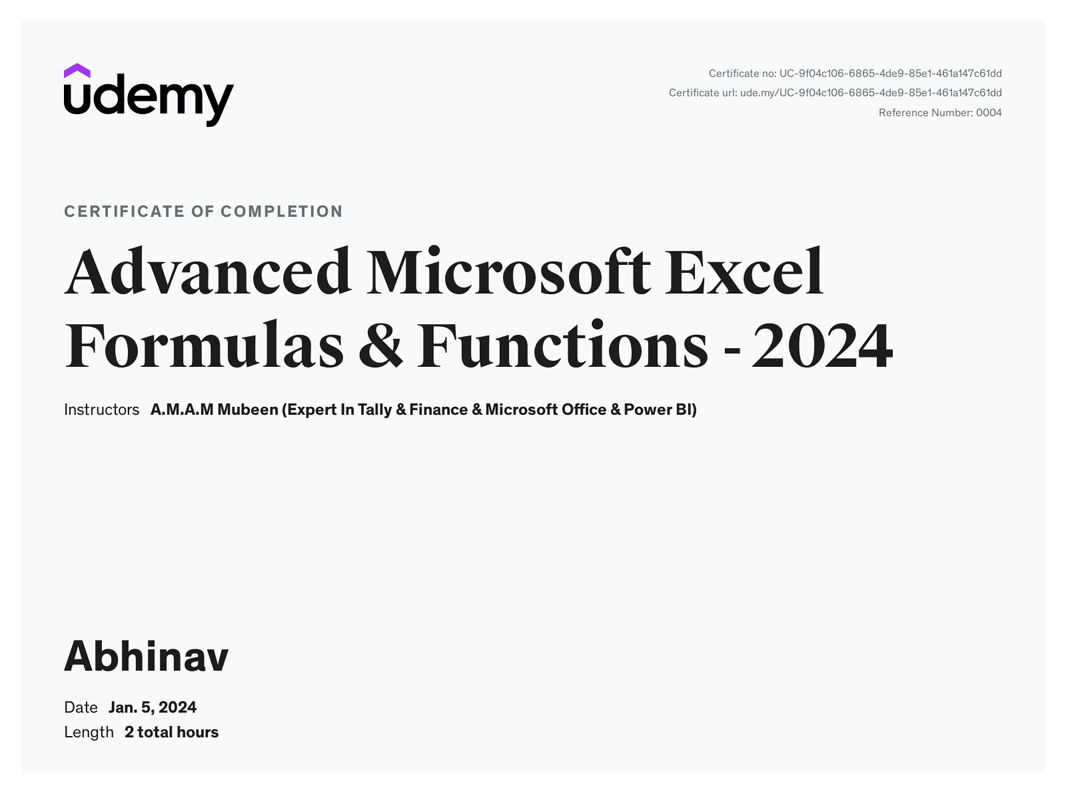 udemy
Certificate no: UC-9f04c106-6865-4de9-85e1-461a147c61dd
Certificate url: ude.my/UC-9f04c106-6865-4de9-85e1-461a147c61dd
Reference Number: 0004
CERTIFICATE OF COMPLETION
Advanced Microsoft Excel
Formulas & Functions - 2024
Instructors A.M.A.M Mubeen (Expert In Tally & Finance & Microsoft Office & Power BI)
Abhinav
Date Jan. 5, 2024
Length 2 total hours